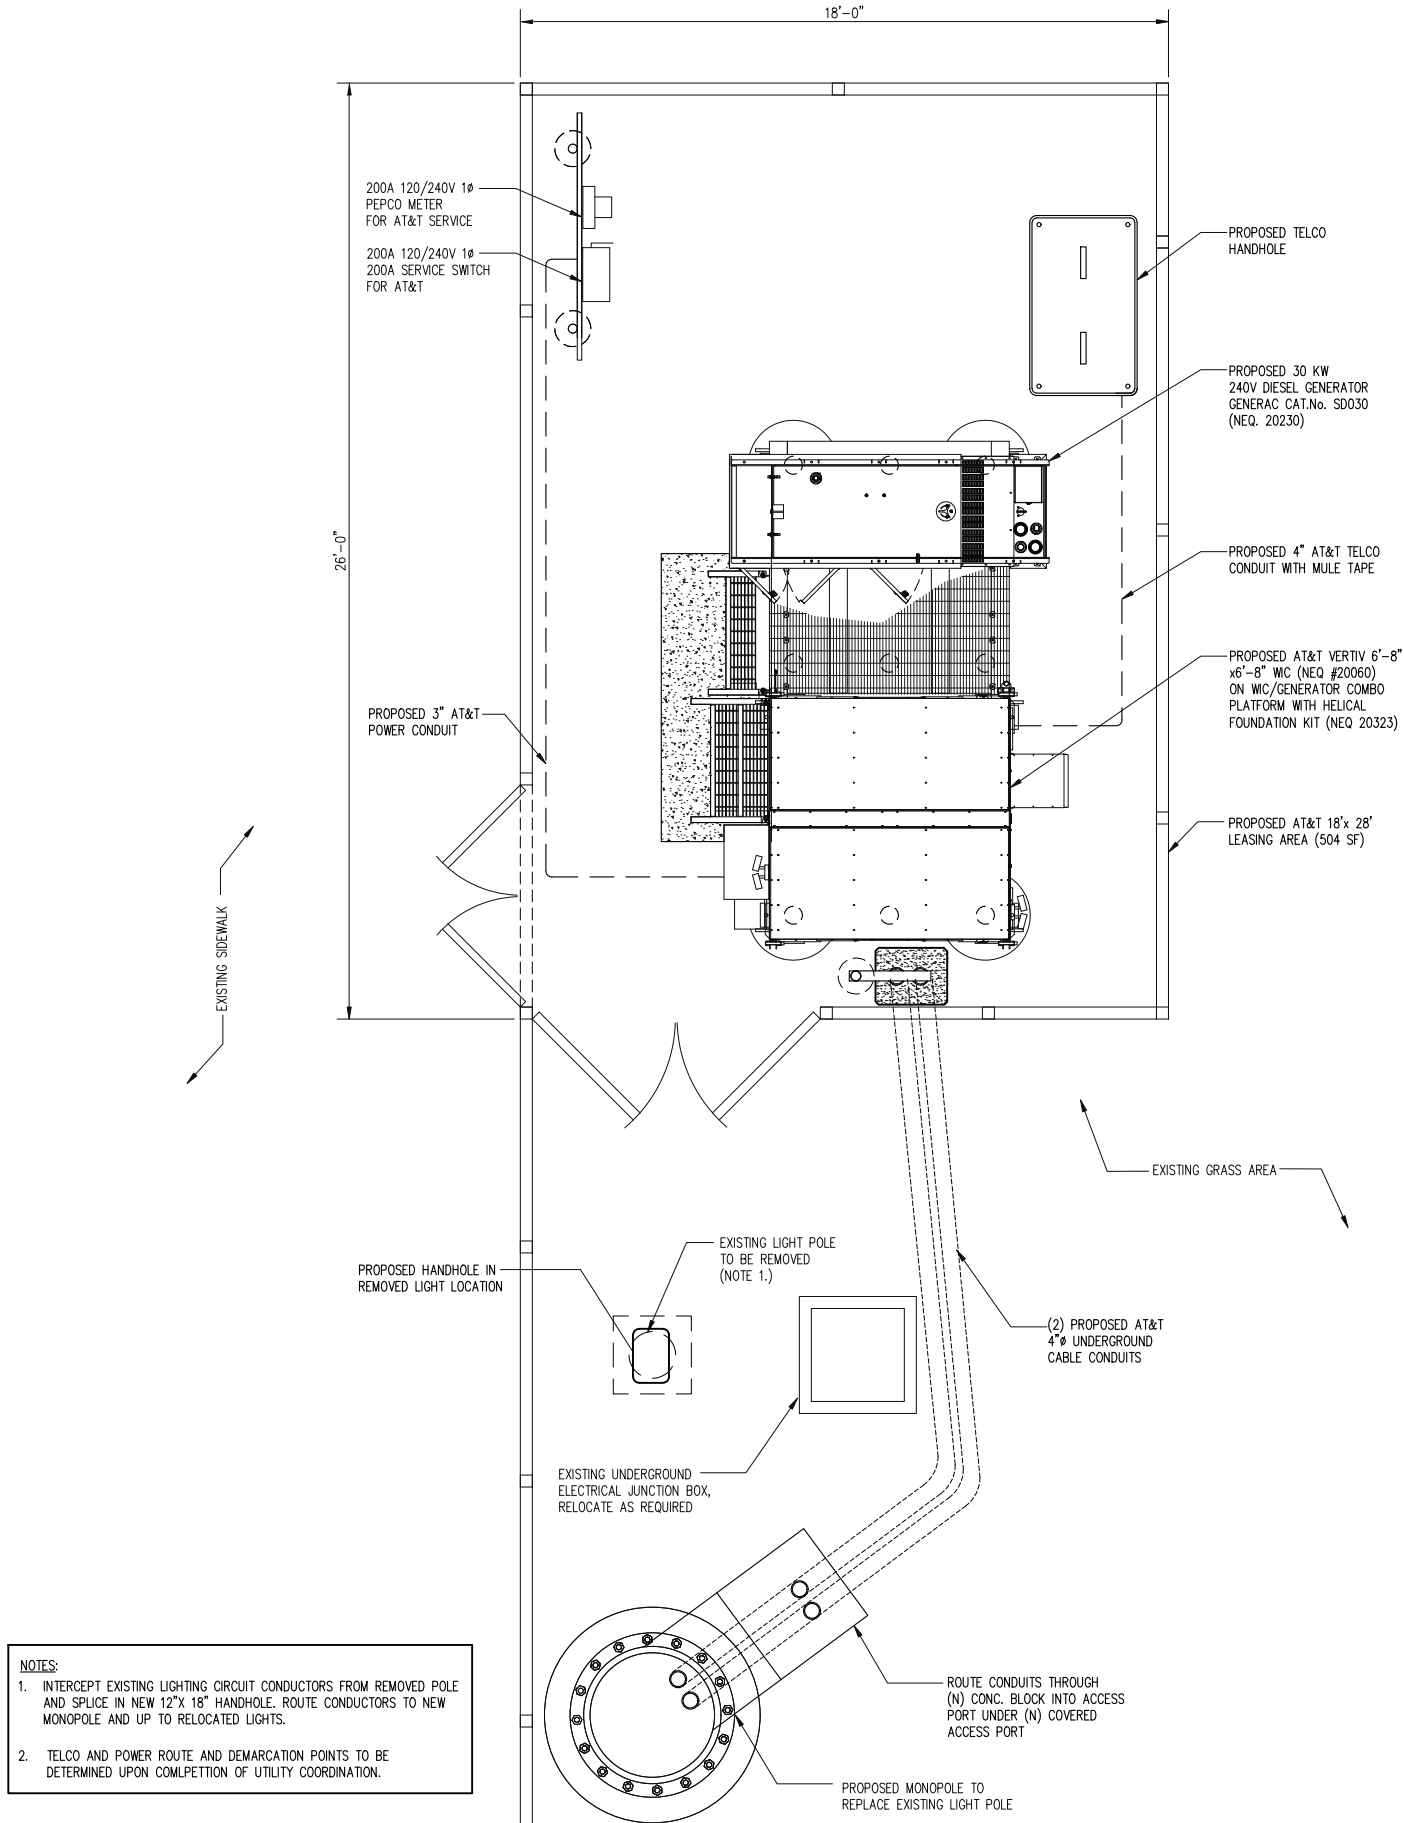 18'-0"
200A 120/240V 1ø
PEPCO METER
FOR AT&T SERVICE
200A 120/240V 1ø
200A SERVICE SWITCH
FOR AT&T
PROPOSED TELCO
HANDHOLE
PROPOSED 30 KW
240V DIESEL GENERATOR
GENERAC CAT.No. SD030
(NEQ. 20230)
26'-0"
PROPOSED 4" AT&T TELCO
CONDUIT WITH MULE TAPE
PROPOSED AT&T VERTIV 6'-8"
x6'-8" WIC (NEQ #20060)
ON WIC/GENERATOR COMBO
PLATFORM WITH HELICAL
FOUNDATION KIT (NEQ 20323)
PROPOSED 3" AT&T
POWER CONDUIT
PROPOSED AT&T 18'x 28'
LEASING AREA (504 SF)
EXISTING SIDEWALK
EXISTING GRASS AREA
EXISTING LIGHT POLE
TO BE REMOVED
(NOTE 1.)
PROPOSED HANDHOLE IN
REMOVED LIGHT LOCATION
(2) PROPOSED AT&T
4"ø UNDERGROUND
CABLE CONDUITS
EXISTING UNDERGROUND
ELECTRICAL JUNCTION BOX,
RELOCATE AS REQUIRED
ROUTE CONDUITS THROUGH
(N) CONC. BLOCK INTO ACCESS
PORT UNDER (N) COVERED
ACCESS PORT
PROPOSED MONOPOLE TO
REPLACE EXISTING LIGHT POLE
NOTES:
1. INTERCEPT EXISTING LIGHTING CIRCUIT CONDUCTORS FROM REMOVED POLE
AND SPLICE IN NEW 12"X 18" HANDHOLE. ROUTE CONDUCTORS TO NEW
MONOPOLE AND UP TO RELOCATED LIGHTS.
2. TELCO AND POWER ROUTE AND DEMARCATION POINTS TO BE
DETERMINED UPON COMLPETTION OF UTILITY COORDINATION.